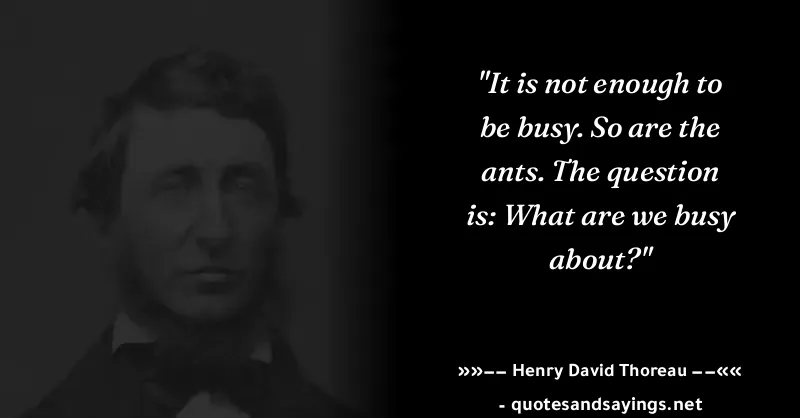 "It is not enough to
be busy. So are the
ants. The question
is: What are we busy
about?"
»»–– Henry David Thoreau ––««
- quotesandsayings.net